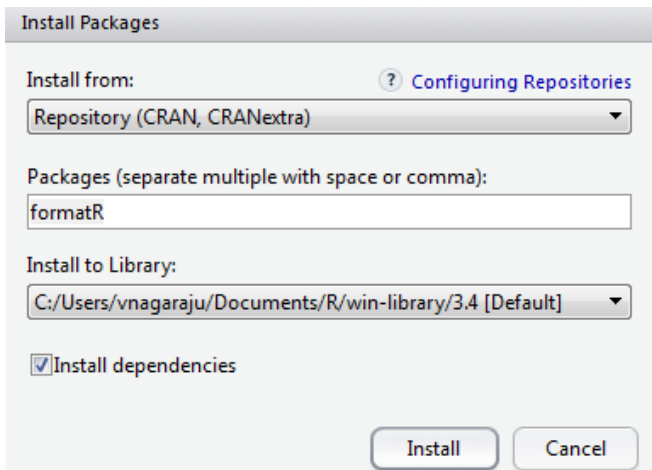 Install Packages
Install from:
? Configuring Repositories
Repository (CRAN, CRANextra)
Packages (separate multiple with space or comma):
formatR
Install to Library:
C:/Users/vnagaraju/Documents/R/win-library/3.4 [Default]
Install dependencies
Install
Cancel